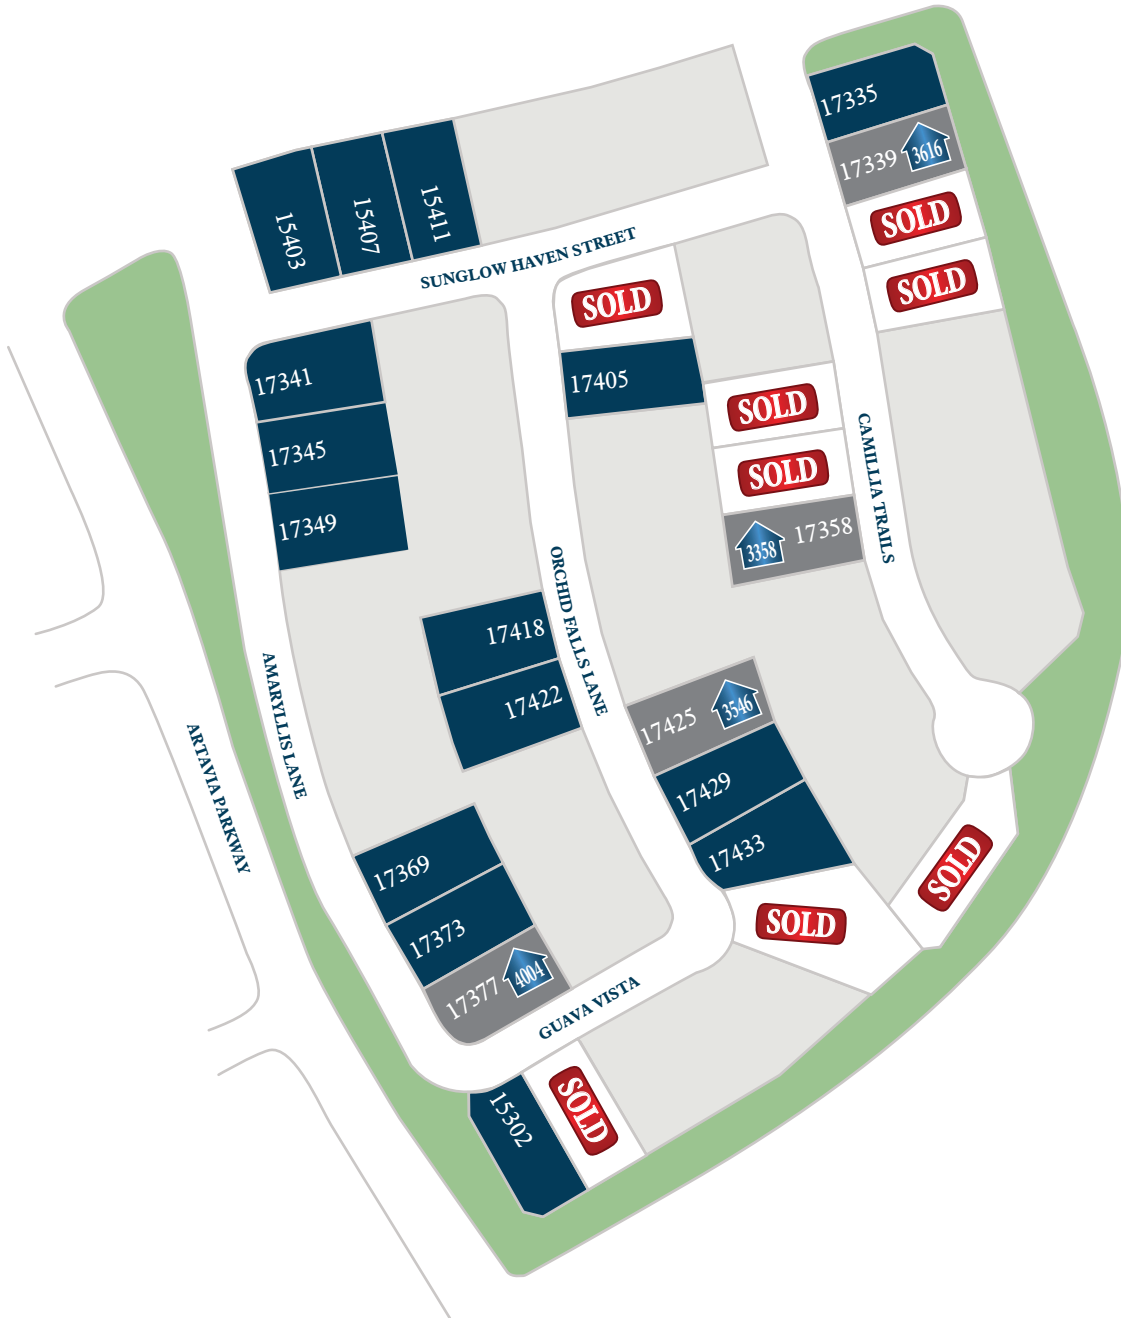 17335
17339
3616
SOLD
SOLD
15403
15407
15411
SUNGLOW HAVEN STREET
SOLD
17405
17341
17345
17349
SOLD
SOLD
3358
17358
CAMILLIA TRAILS
ORCHID FALLS LANE
17418
17422
AMARYLLIS LANE
ARTAVIA PARKWAY
17425
3546
17429
17433
SOLD
SOLD
17369
17373
17377
4004
GUAVA VISTA
15302
SOLD